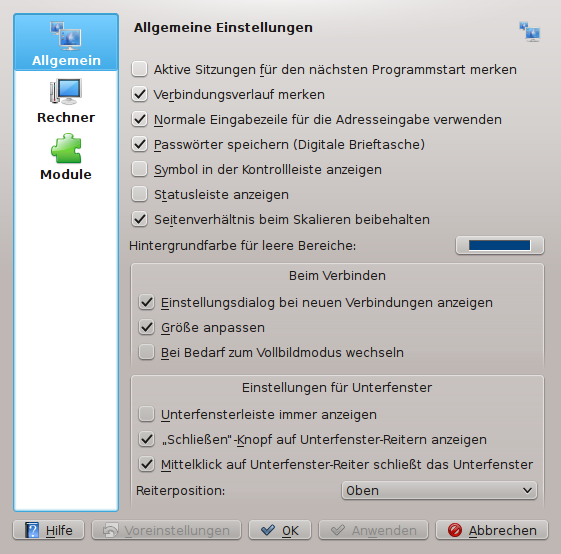 Allgemein
Rechner
Module
Allgemeine Einstellungen
Aktive Sitzungen für den nächsten Programmstart merken
Verbindungsverlauf merken
Normale Eingabezeile für die Adresseingabe verwenden
Passwörter speichern (Digitale Brieftasche)
Symbol in der Kontrollleiste anzeigen
Statusleiste anzeigen
Seitenverhältnis beim Skalieren beibehalten
Hintergrundfarbe für leere Bereiche:
Beim Verbinden
Einstellungsdialog bei neuen Verbindungen anzeigen
Größe anpassen
Bei Bedarf zum Vollbildmodus wechseln
Einstellungen für Unterfenster
Unterfensterleiste immer anzeigen
„Schließen“-Knopf auf Unterfenster-Reitern anzeigen
Mittelklick auf Unterfenster-Reiter schließt das Unterfenster
Reiterposition: Oben
Hilfe Voreinstellungen OK Anwenden Abbrechen